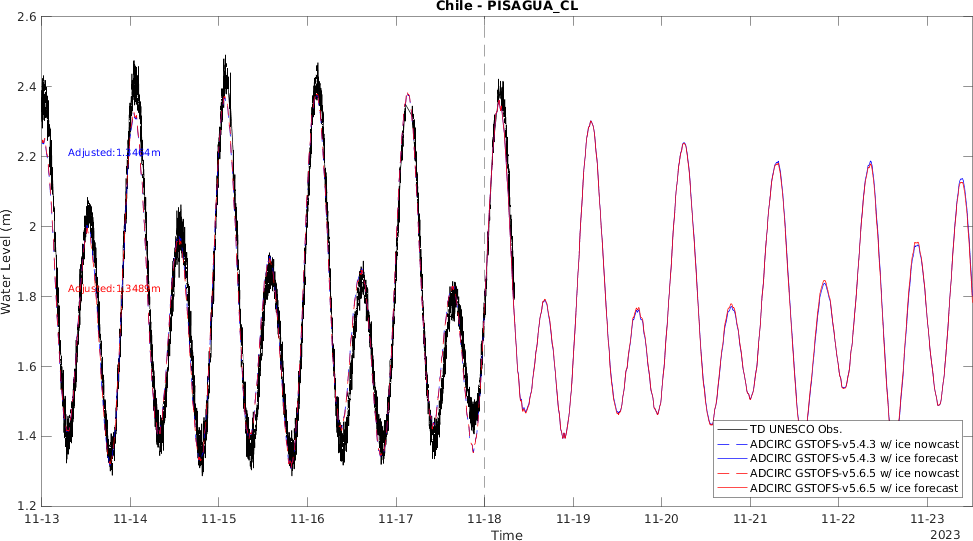 Chile - PISAGUA_CL
2.6
2.4
2.2
2
1.8
1.6
1.4
1.2
Water Level (m)
Adjusted:1.3464m
Adjusted:1.3489m
TD UNESCO Obs.
ADCIRC GSTOFS-v5.4.3 w/ ice nowcast
ADCIRC GSTOFS-v5.4.3 w/ ice forecast
ADCIRC GSTOFS-v5.6.5 w/ ice nowcast
ADCIRC GSTOFS-v5.6.5 w/ ice forecast
11-13 11-14 11-15 11-16 11-17 11-18 11-19 11-20 11-21 11-22 11-23
Time
2023